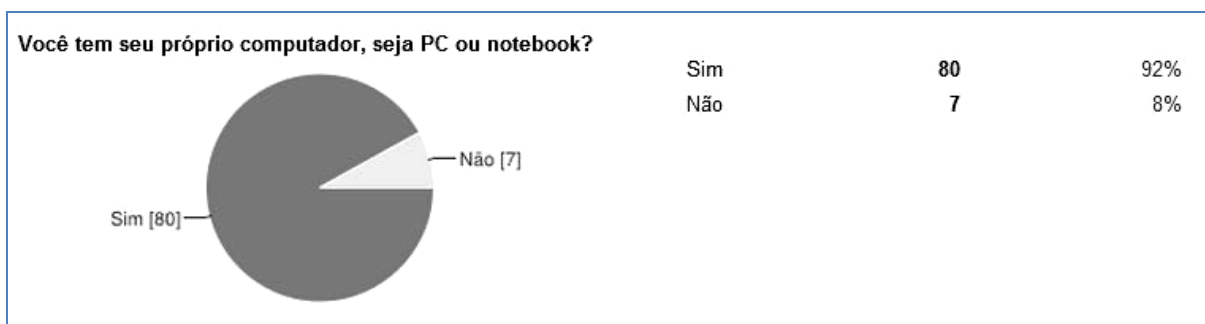 Você tem seu próprio computador, seja PC ou notebook?
Sim 80 92%
Não 7 8%
Não [7]
Sim [80]